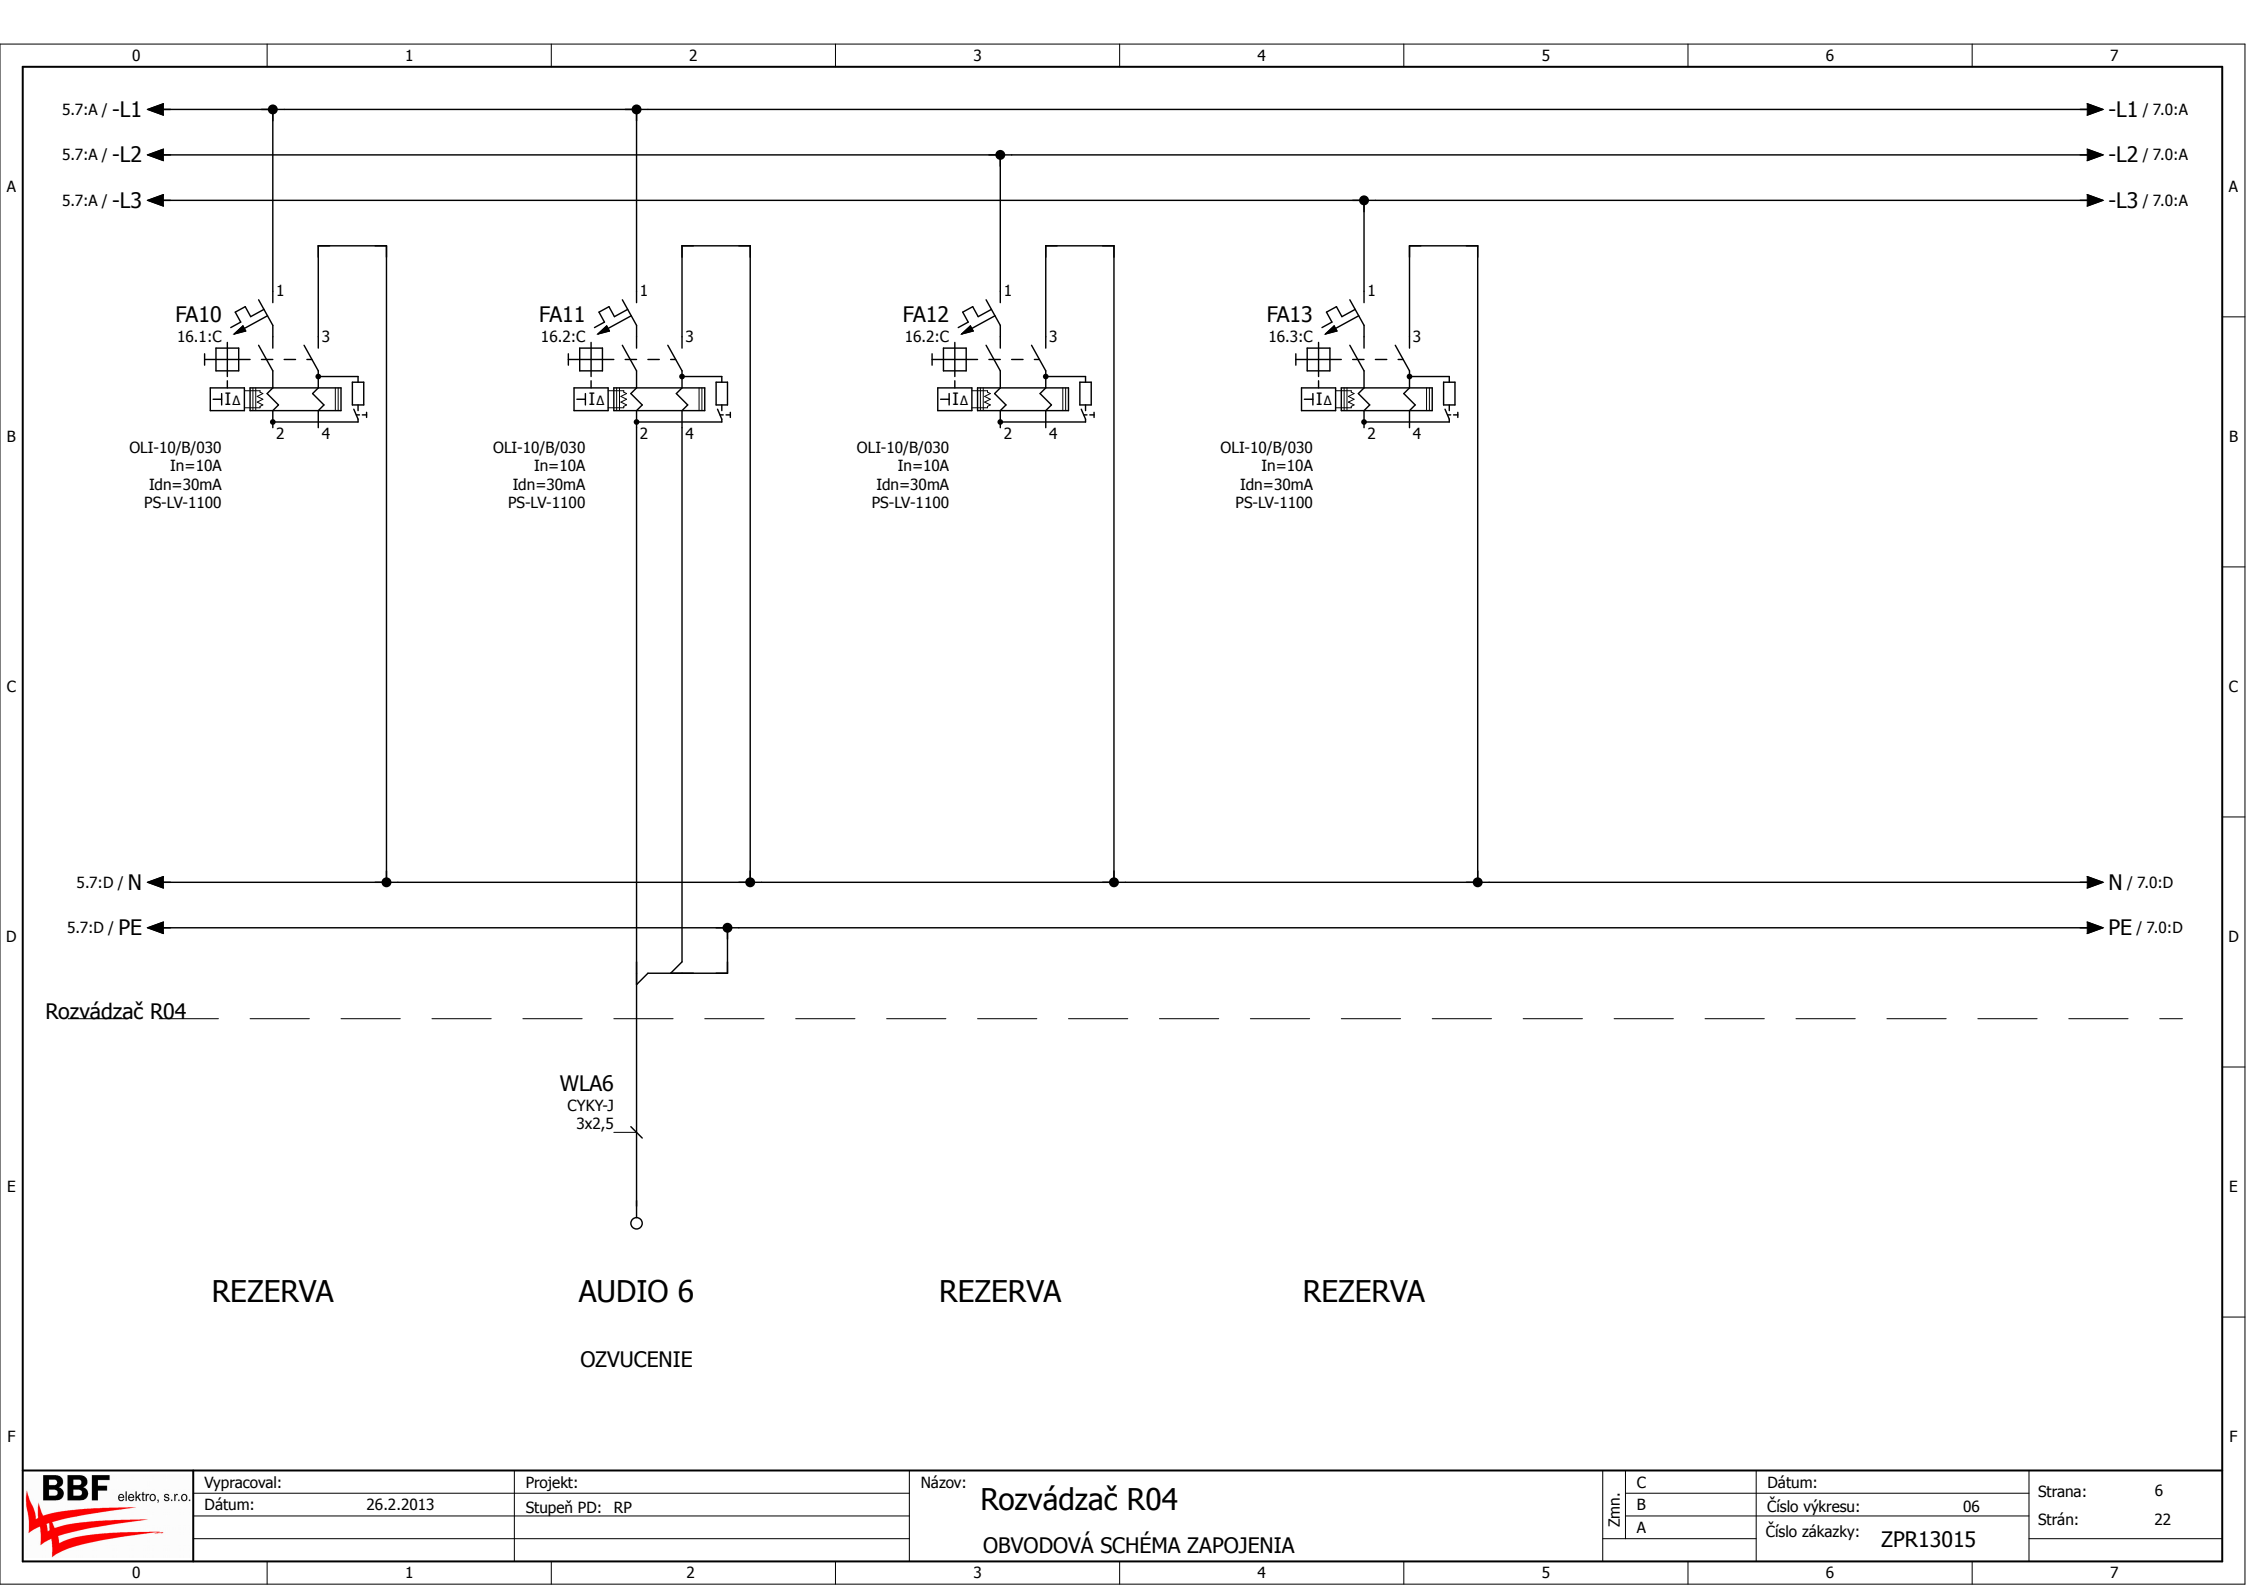 0 1 2 3 4 5 6 7
5.7:A / -L1 -L1 / 7.0:A
5.7:A / -L2 -L2 / 7.0:A
A A
5.7:A / -L3 -L3 / 7.0:A
1 1 1 1
FA10 FA11 FA12 FA13
16.1:C 3 16.2:C 3 16.2:C 3 16.3:C 3
⊣I∆ ⊣I∆ ⊣I∆ ⊣I∆
2 4 2 4 2 4 2 4
B B
OLI-10/B/030 OLI-10/B/030 OLI-10/B/030 OLI-10/B/030
In=10A In=10A In=10A In=10A
Idn=30mA Idn=30mA Idn=30mA Idn=30mA
PS-LV-1100 PS-LV-1100 PS-LV-1100 PS-LV-1100
C C
5.7:D / N N / 7.0:D
5.7:D / PE PE / 7.0:D
D D
Rozvádzač R04
WLA6
CYKY-J
3x2,5
E E
REZERVA AUDIO 6 REZERVA REZERVA
OZVUCENIE
F F
BBF elektro, s.r.o.
Vypracoval:
Dátum: 26.2.2013
Projekt:
Stupeň PD: RP
Názov: Rozvádzač R04
OBVODOVÁ SCHÉMA ZAPOJENIA
Zmn.
C
B
A
Dátum:
Číslo výkresu: 06
Číslo zákazky: ZPR13015
Strana: 6
Strán: 22
0 1 2 3 4 5 6 7